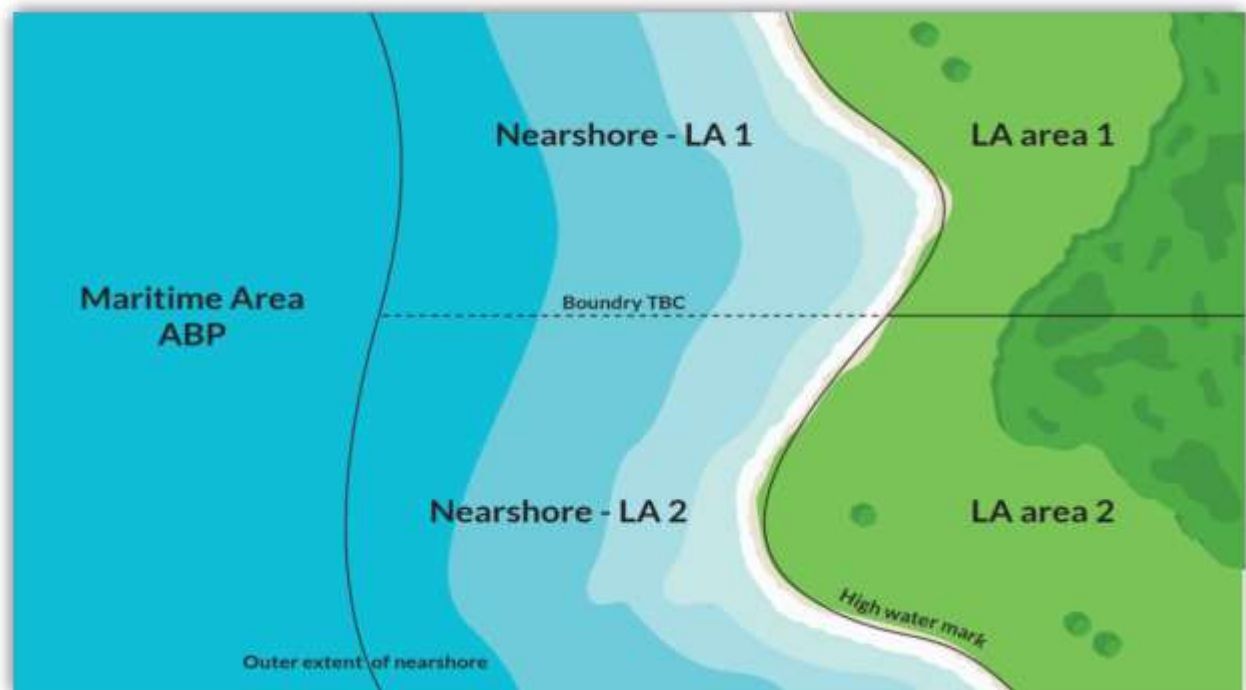 Nearshore - LA 1
LA area 1
Maritime Area
ABP
Boundry TBC
Nearshore - LA 2
LA area 2
High water mark
Outer extent of nearshore